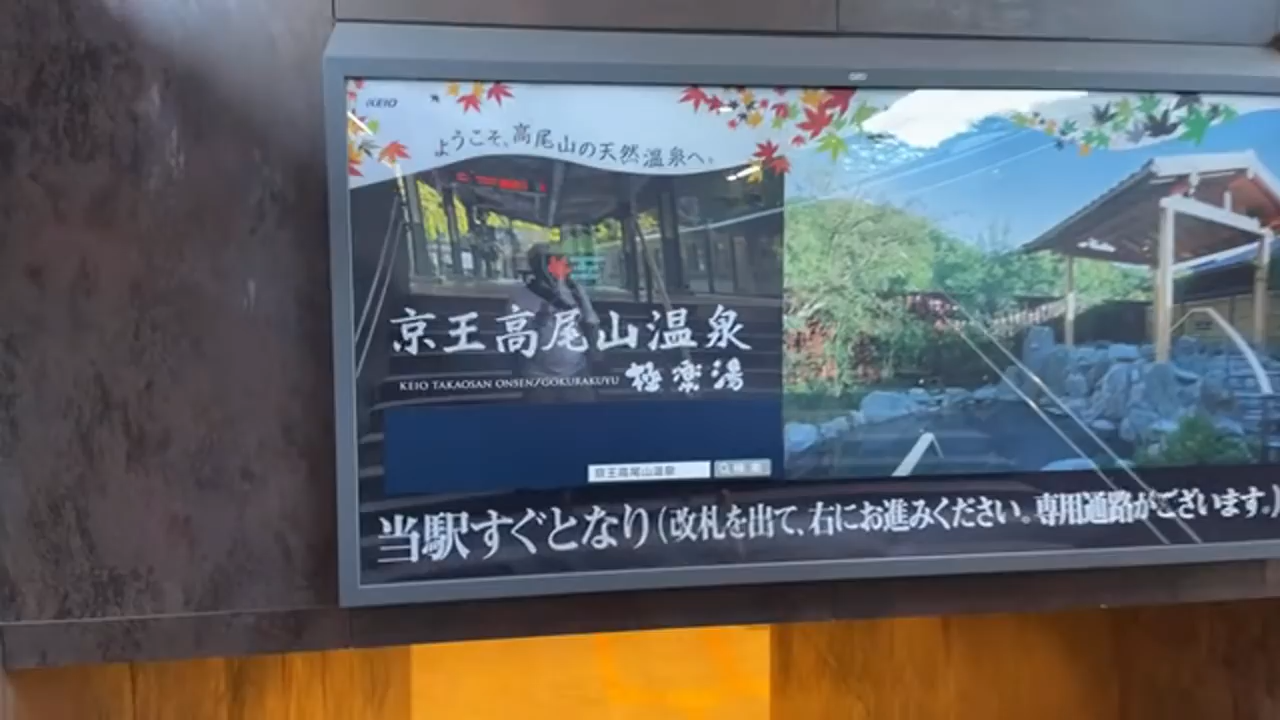 KEIO
ようこそ、高尾山の天然温泉へ。
京王高尾山温泉
KEIO TAKAOSAN ONSEN/GOKURAKUYU 極楽湯
京王高尾山温泉 検索
当駅すぐとなり(改札を出て、右にお進みください。専用通路がございます。)